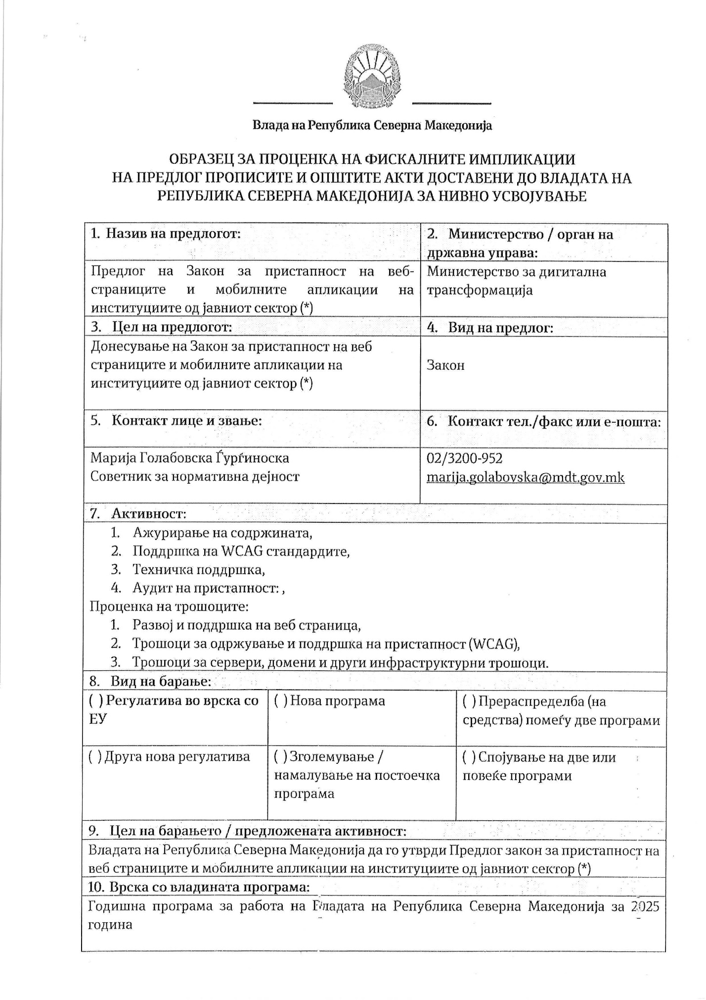 Влада на Република Северна Македонија
ОБРАЗЕЦ ЗА ПРОЦЕНКА НА ФИСКАЛНИТЕ ИМПЛИКАЦИИ
НА ПРЕДЛОГ ПРОПИСИТЕ И ОПШТИТЕ АКТИ ДОСТАВЕНИ ДО ВЛАДАТА НА
РЕПУБЛИКА СЕВЕРНА МАКЕДОНИЈА ЗА НИВНО УСВОЈУВАЊЕ
1. Назив на предлогот:
2. Министерство / орган на
државна управа:
Предлог на Закон за пристапност на веб-
страниците и мобилните апликации на
институциите од јавниот сектор (*)
Министерство за дигитална
трансформација
3. Цел на предлогот:
4. Вид на предлог:
Донесување на Закон за пристапност на веб
страниците и мобилните апликации на
институциите од јавниот сектор (*)
Закон
5. Контакт лице и звање:
6. Контакт тел./факс или е-пошта:
Марија Голабовска Ѓурѓиноска
Советник за нормативна дејност
02/3200-952
marija.golabovska@mdt.gov.mk
7. Активност:
1. Ажурирање на содржината,
2. Поддршка на WCAG стандардите,
3. Техничка поддршка,
4. Аудит на пристапност: ,
Проценка на трошоците:
1. Развој и поддршка на веб страница,
2. Трошоци за одржување и поддршка на пристапност (WCAG),
3. Трошоци за сервери, домени и други инфраструктурни трошоци.
8. Вид на барање:
( ) Регулатива во врска со
ЕУ
( ) Нова програма
( ) Прераспределба (на
средства) помеѓу две програми
( ) Друга нова регулатива
( ) Зголемување /
намалување на постоечка
програма
( ) Спојување на две или
повеќе програми
9. Цел на барањето / предложената активност:
Владата на Република Северна Македонија да го утврди Предлог закон за пристапност на
веб страниците и мобилните апликации на институциите од јавниот сектор (*)
10. Врска со владината програма:
Годишна програма за работа на Владата на Република Северна Македонија за 2025
година